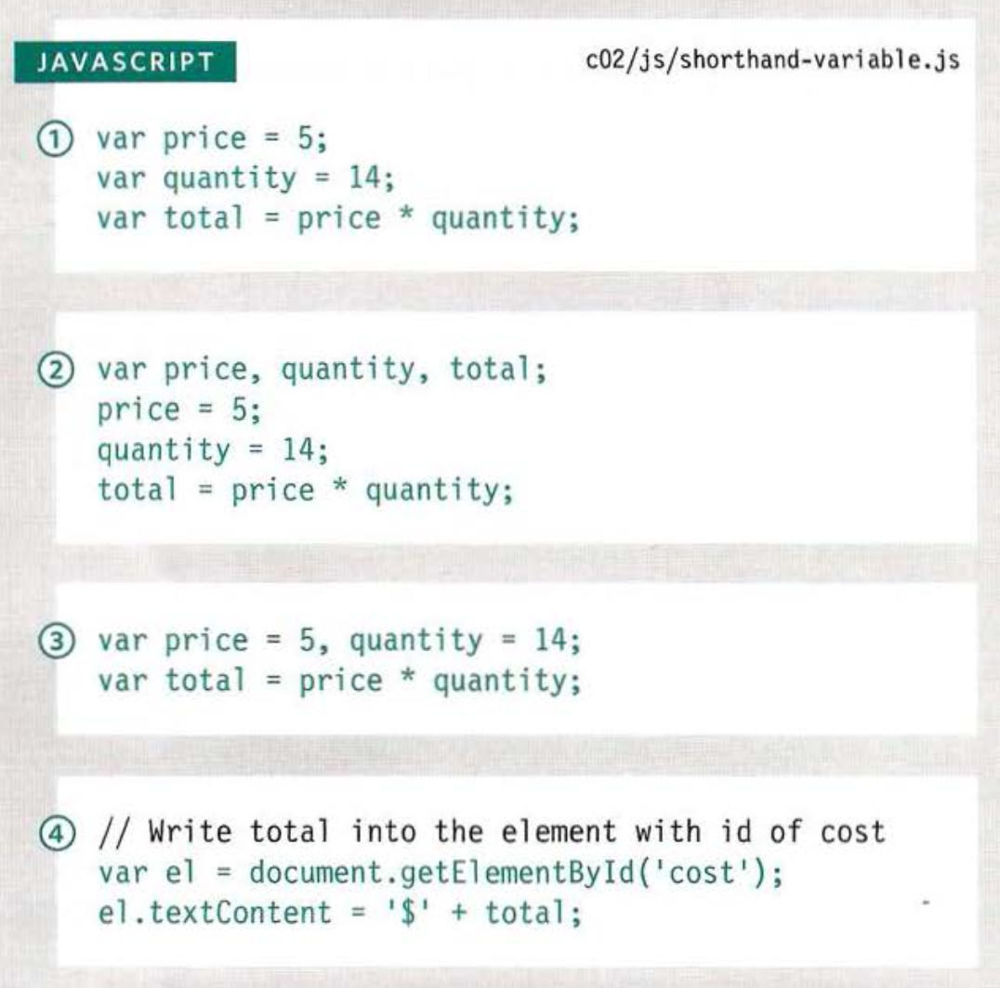 JAVASCRIPT c02/js/shorthand-variable.js
① var price = 5;
var quantity = 14;
var total = price * quantity;
② var price, quantity, total;
price = 5;
quantity = 14;
total = price * quantity;
③ var price = 5, quantity = 14;
var total = price * quantity;
④ // Write total into the element with id of cost
var el = document.getElementById('cost');
el.textContent = '$' + total;